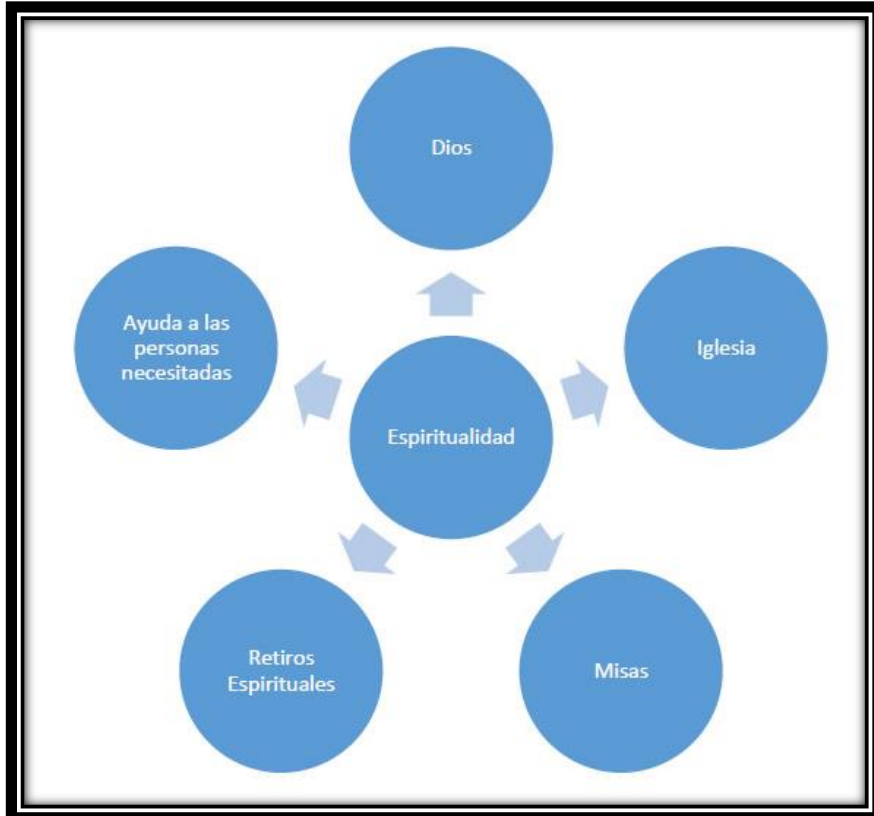 Dios
Ayuda a las
personas
necesitadas
Iglesia
Espiritualidad
Retiros
Espirituales
Misas